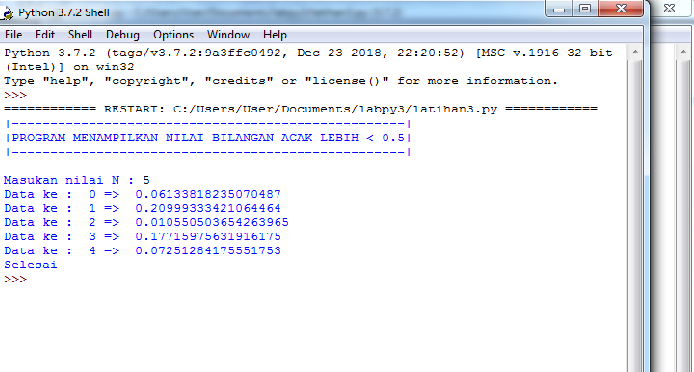 Python 3.7.2 Shell
File Edit Shell Debug Options Window Help
Python 3.7.2 (tags/v3.7.2:9a3ffc0492, Dec 23 2018, 22:20:52) [MSC v.1916 32 bit
(Intel)] on win32
Type "help", "copyright", "credits" or "license()" for more information.
>>>
============ RESTART: C:/Users/User/Documents/labpy3/latihan3.py ============
|--------------------------------------------------|
|PROGRAM MENAMPILKAN NILAI BILANGAN ACAK LEBIH < 0.5|
|--------------------------------------------------|
Masukan nilai N : 5
Data ke : 0 => 0.06133818235070487
Data ke : 1 => 0.20999333421064464
Data ke : 2 => 0.010550503654263965
Data ke : 3 => 0.17715975631916175
Data ke : 4 => 0.07251284175551753
Selesai
>>>